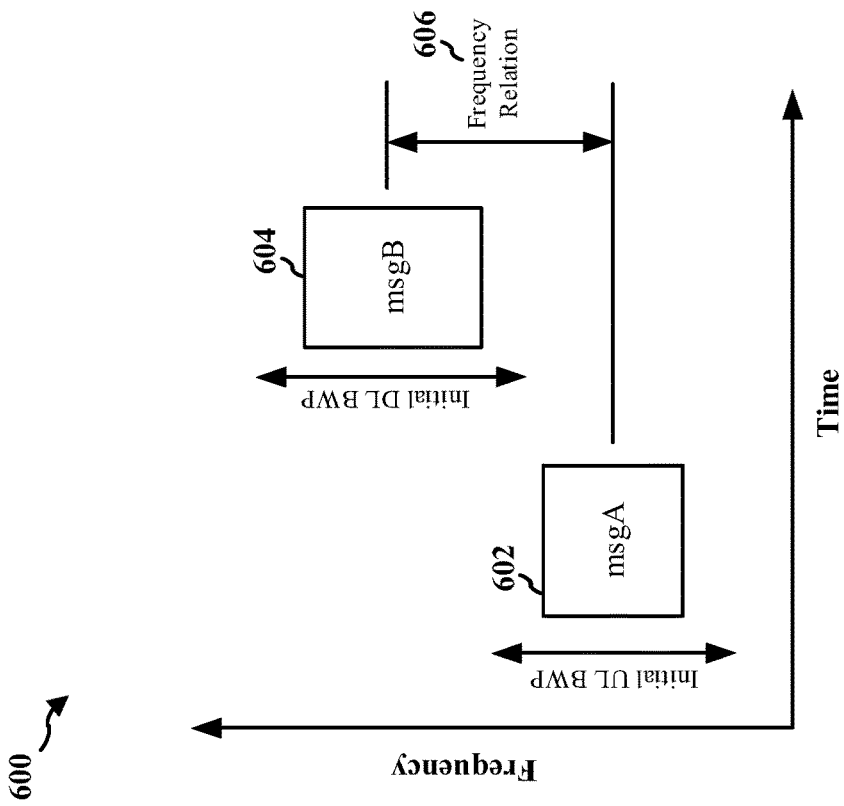 600
Frequency
Time
Initial UL BWP
602
msgA
Initial DL BWP
604
msgB
606
Frequency
Relation